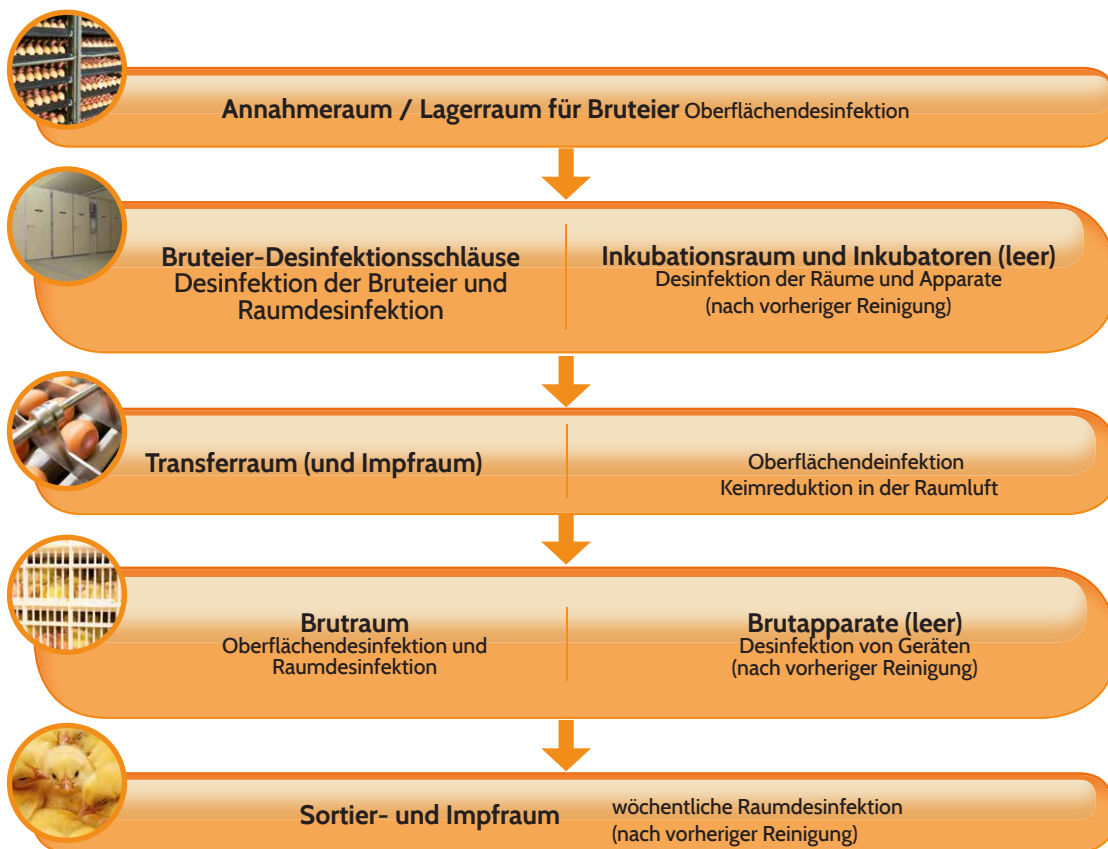 Annahmeraum / Lagerraum für Bruteier Oberflächendesinfektion
Bruteier-Desinfektionsschläuse
Desinfektion der Bruteier und
Raumdesinfektion
Inkubationsraum und Inkubatoren (leer)
Desinfektion der Räume und Apparate
(nach vorheriger Reinigung)
Transferraum (und Impfraum)
Oberflächendeinfektion
Keimreduktion in der Raumluft
Brutraum
Oberflächendesinfektion und
Raumdesinfektion
Brutapparate (leer)
Desinfektion von Geräten
(nach vorheriger Reinigung)
Sortier- und Impfraum
wöchentliche Raumdesinfektion
(nach vorheriger Reinigung)